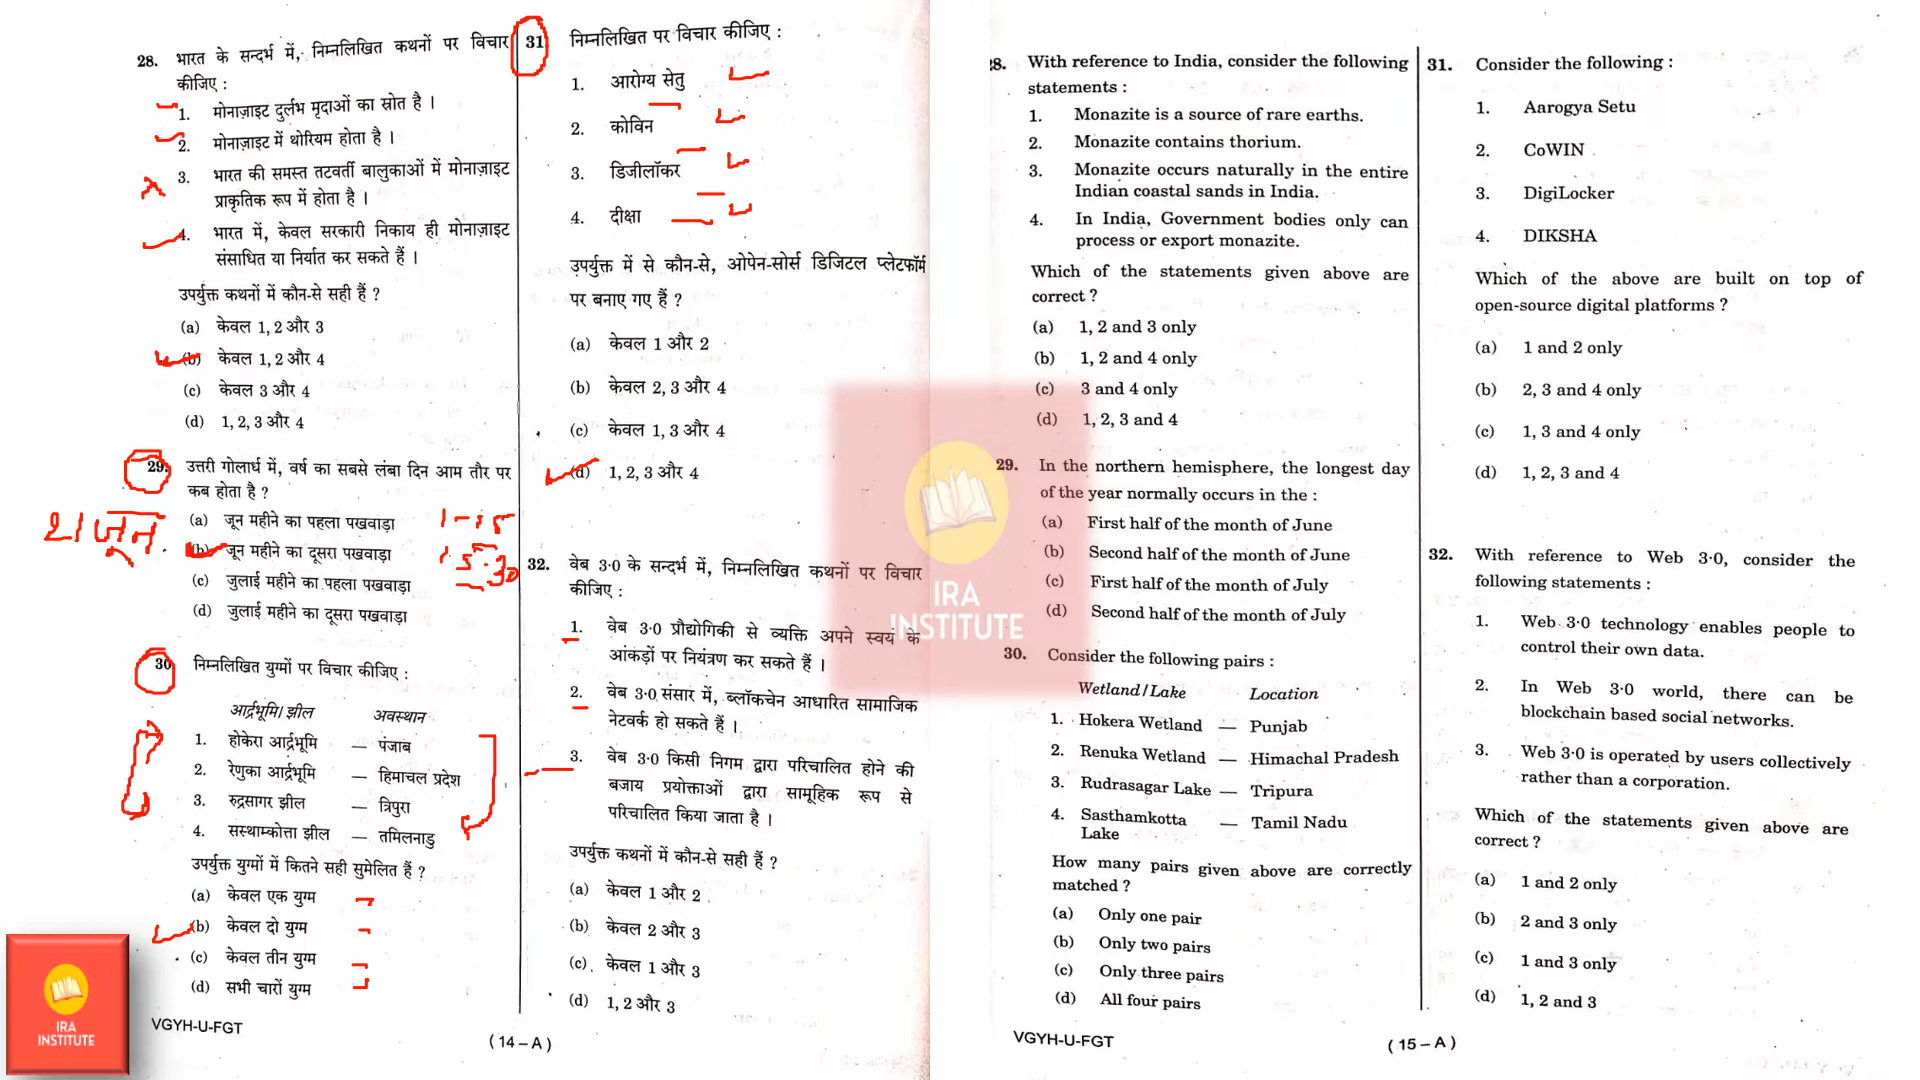 28. भारत के सन्दर्भ में, निम्नलिखित कथनों पर विचार
कीजिए :
1. मोनाज़ाइट दुर्लभ मृदाओं का स्रोत है ।
2. मोनाज़ाइट में थोरियम होता है ।
3. भारत की समस्त तटवर्ती बालुकाओं में मोनाज़ाइट
प्राकृतिक रूप में होता है ।
4. भारत में, केवल सरकारी निकाय ही मोनाज़ाइट
संसाधित या निर्यात कर सकते हैं ।
उपर्युक्त कथनों में कौन-से सही हैं ?
(a) केवल 1, 2 और 3
(b) केवल 1, 2 और 4
(c) केवल 3 और 4
(d) 1, 2, 3 और 4
29. उत्तरी गोलार्ध में, वर्ष का सबसे लंबा दिन आम तौर पर
कब होता है ?
(a) जून महीने का पहला पखवाड़ा 1-15
21 जून
(b) जून महीने का दूसरा पखवाड़ा 15-30
(c) जुलाई महीने का पहला पखवाड़ा
(d) जुलाई महीने का दूसरा पखवाड़ा
30 निम्नलिखित युग्मों पर विचार कीजिए :
आर्द्रभूमि/झील अवस्थान
1. होकेरा आर्द्रभूमि — पंजाब
2. रेणुका आर्द्रभूमि — हिमाचल प्रदेश
3. रुद्रसागर झील — त्रिपुरा
4. सस्थाम्कोत्ता झील — तमिलनाडु
उपर्युक्त युग्मों में कितने सही सुमेलित हैं ?
(a) केवल एक युग्म
(b) केवल दो युग्म
(c) केवल तीन युग्म
(d) सभी चारों युग्म
VGYH-U-FGT
31 निम्नलिखित पर विचार कीजिए :
1. आरोग्य सेतु
2. कोविन
3. डिजीलॉकर
4. दीक्षा
उपर्युक्त में से कौन-से, ओपेन-सोर्स डिजिटल प्लेटफॉर्म
पर बनाए गए हैं ?
(a) केवल 1 और 2
(b) केवल 2, 3 और 4
(c) केवल 1, 3 और 4
(d) 1, 2, 3 और 4
32. वेब 3·0 के सन्दर्भ में, निम्नलिखित कथनों पर विचार
कीजिए :
1. वेब 3·0 प्रौद्योगिकी से व्यक्ति अपने स्वयं के
आंकड़ों पर नियंत्रण कर सकते हैं ।
2. वेब 3·0 संसार में, ब्लॉकचेन आधारित सामाजिक
नेटवर्क हो सकते हैं ।
3. वेब 3·0 किसी निगम द्वारा परिचालित होने की
बजाय प्रयोक्ताओं द्वारा सामूहिक रूप से
परिचालित किया जाता है ।
उपर्युक्त कथनों में कौन-से सही हैं ?
(a) केवल 1 और 2
(b) केवल 2 और 3
(c) केवल 1 और 3
(d) 1, 2 और 3
( 14 – A )
28. With reference to India, consider the following
statements :
1. Monazite is a source of rare earths.
2. Monazite contains thorium.
3. Monazite occurs naturally in the entire
Indian coastal sands in India.
4. In India, Government bodies only can
process or export monazite.
Which of the statements given above are
correct ?
(a) 1, 2 and 3 only
(b) 1, 2 and 4 only
(c) 3 and 4 only
(d) 1, 2, 3 and 4
29. In the northern hemisphere, the longest day
of the year normally occurs in the :
(a) First half of the month of June
(b) Second half of the month of June
(c) First half of the month of July
(d) Second half of the month of July
30. Consider the following pairs :
Wetland/Lake Location
1. Hokera Wetland — Punjab
2. Renuka Wetland — Himachal Pradesh
3. Rudrasagar Lake — Tripura
4. Sasthamkotta — Tamil Nadu
Lake
How many pairs given above are correctly
matched ?
(a) Only one pair
(b) Only two pairs
(c) Only three pairs
(d) All four pairs
VGYH-U-FGT
31. Consider the following :
1. Aarogya Setu
2. CoWIN
3. DigiLocker
4. DIKSHA
Which of the above are built on top of
open-source digital platforms ?
(a) 1 and 2 only
(b) 2, 3 and 4 only
(c) 1, 3 and 4 only
(d) 1, 2, 3 and 4
32. With reference to Web 3·0, consider the
following statements :
1. Web 3·0 technology enables people to
control their own data.
2. In Web 3·0 world, there can be
blockchain based social networks.
3. Web 3·0 is operated by users collectively
rather than a corporation.
Which of the statements given above are
correct ?
(a) 1 and 2 only
(b) 2 and 3 only
(c) 1 and 3 only
(d) 1, 2 and 3
( 15 – A )
IRA
INSTITUTE
IRA
INSTITUTE